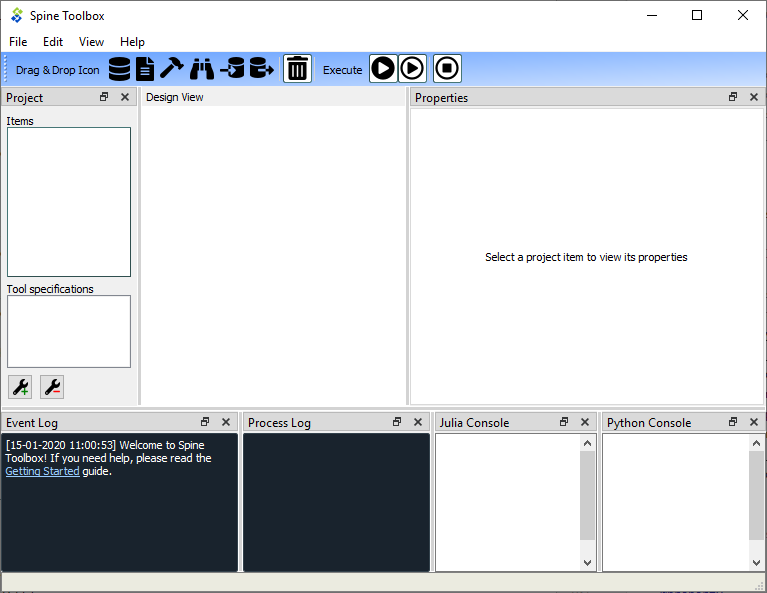 Spine Toolbox
File Edit View Help
Drag & Drop Icon Execute
Project
Design View
Properties
Items
Select a project item to view its properties
Tool specifications
Event Log
Process Log
Julia Console
Python Console
[15-01-2020 11:00:53] Welcome to Spine
Toolbox! If you need help, please read the
Getting Started guide.